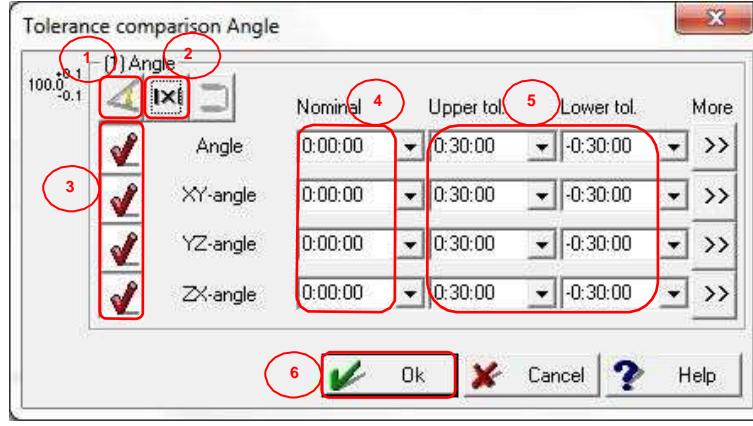 Tolerance comparison Angle
1 (1) Angle 2
100.0 +0.1 -0.1
Nominal 4 Upper tol. 5 Lower tol. More
Angle 0:00:00 0:30:00 -0:30:00 >>
3
XY-angle 0:00:00 0:30:00 -0:30:00 >>
YZ-angle 0:00:00 0:30:00 -0:30:00 >>
ZX-angle 0:00:00 0:30:00 -0:30:00 >>
6 Ok Cancel ? Help